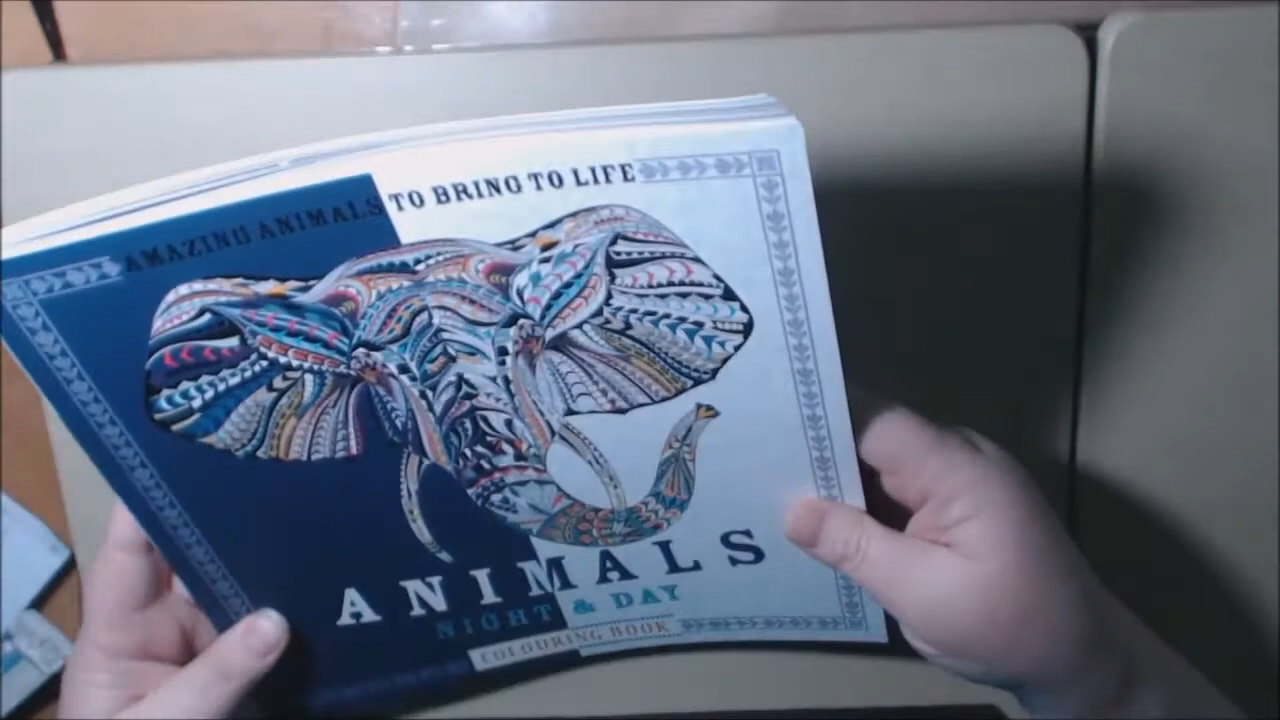 AMAZING ANIMALS TO BRING TO LIFE
ANIMALS
NIGHT & DAY
COLOURING BOOK